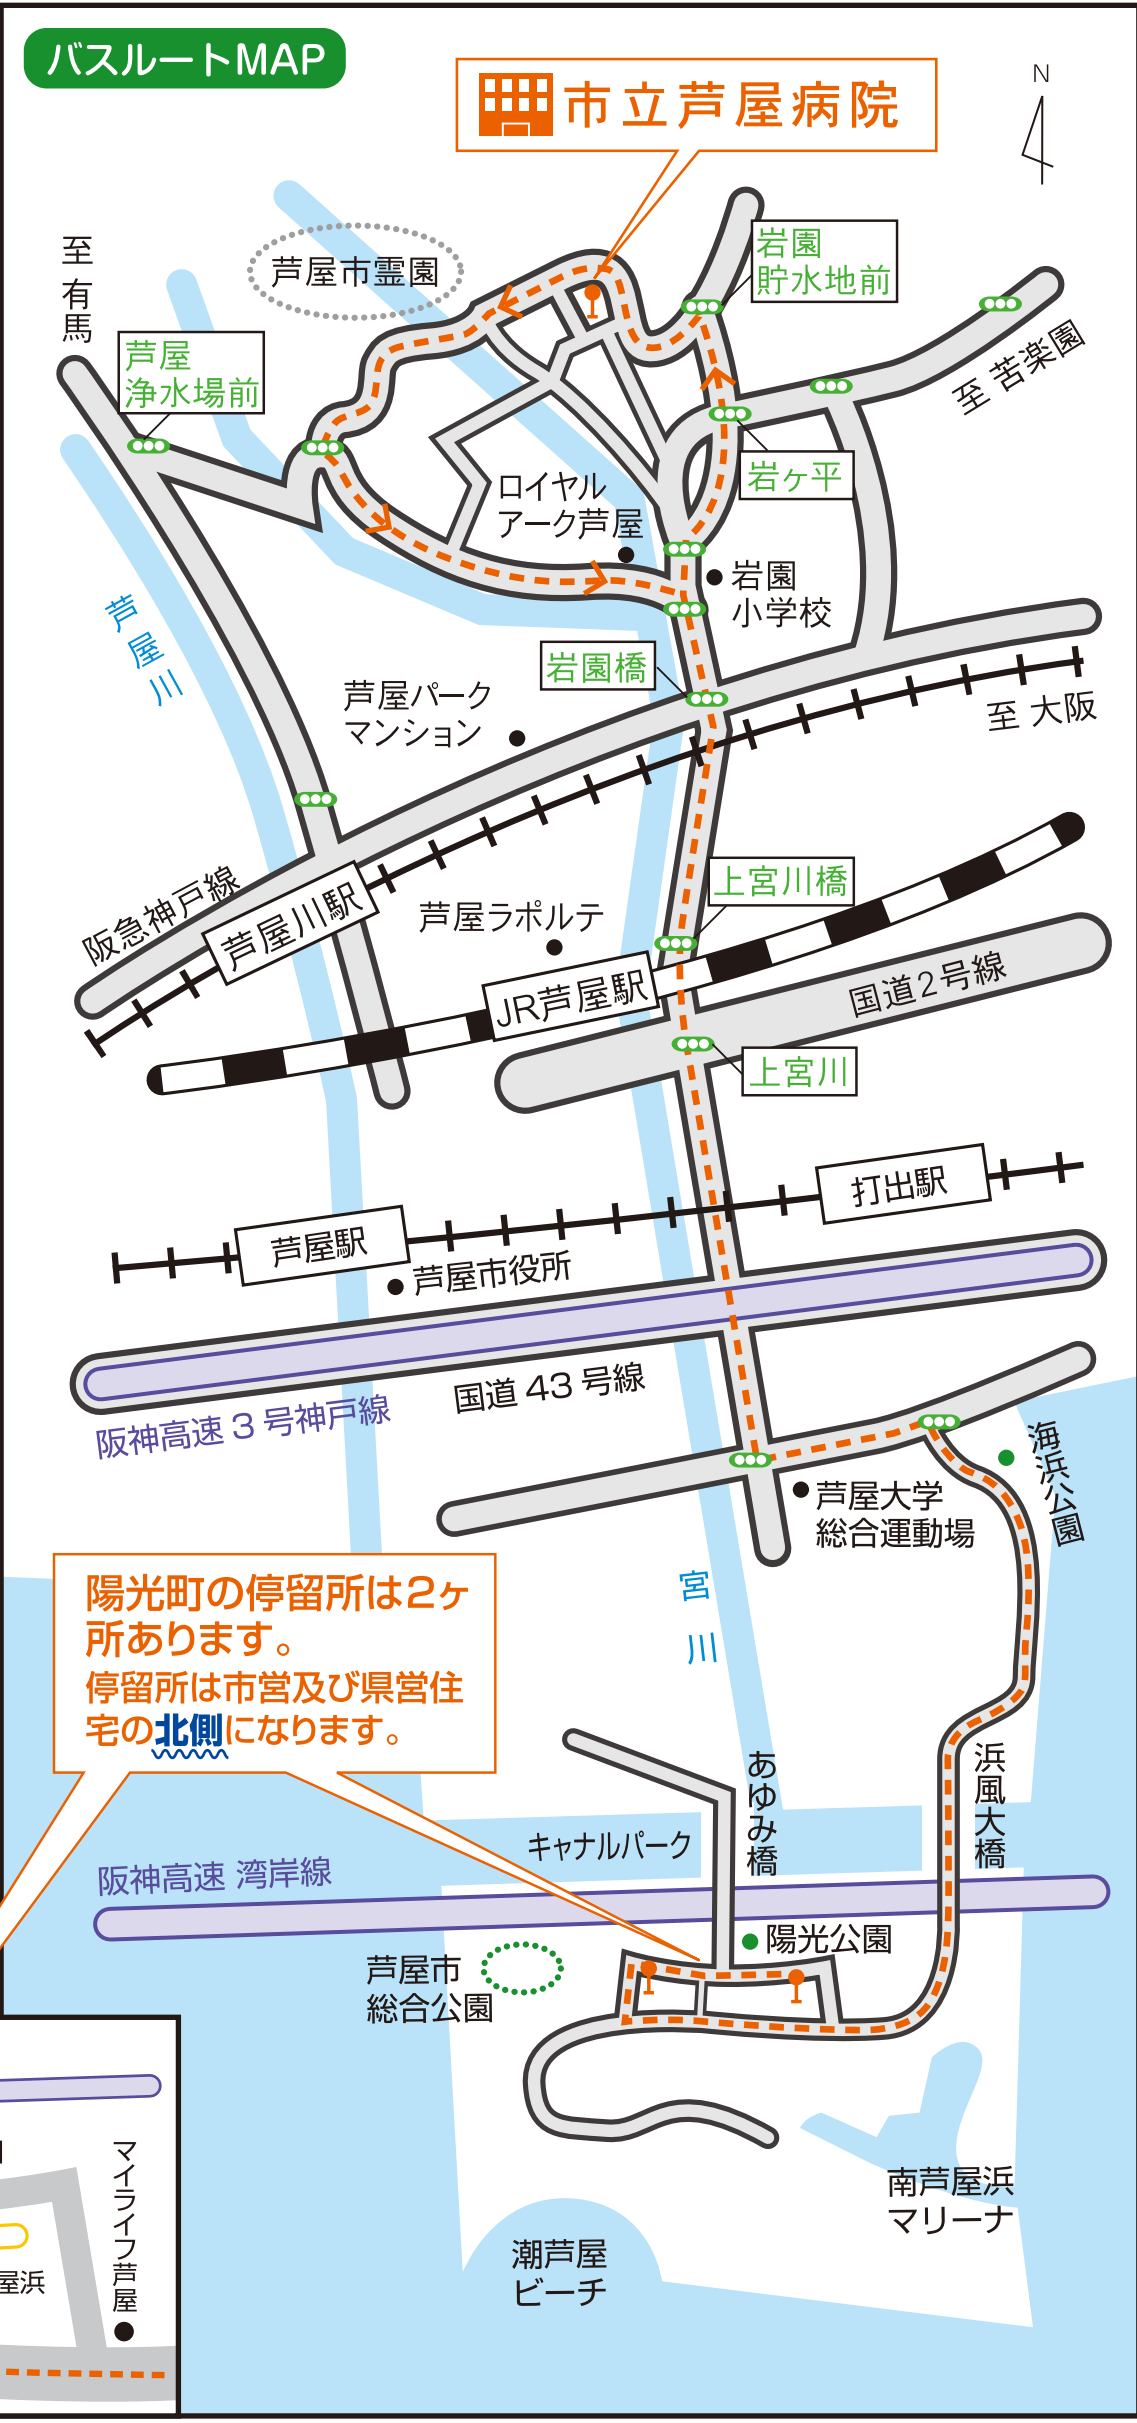 バスルートMAP
市立芦屋病院
N
至
有
馬
芦屋市霊園
岩園
貯水地前
芦屋
浄水場前
至 苦楽園
岩ヶ平
ロイヤル
アーク芦屋
岩園
小学校
芦屋川
岩園橋
芦屋パーク
マンション
至 大阪
阪急神戸線
芦屋川駅
芦屋ラポルテ
上宮川橋
JR芦屋駅
国道2号線
上宮川
打出駅
芦屋駅
芦屋市役所
国道 43 号線
阪神高速 3 号神戸線
海浜公園
芦屋大学
総合運動場
陽光町の停留所は2ヶ
所あります。
停留所は市営及び県営住
宅の北側になります。
宮川
あゆみ橋
浜風大橋
キャナルパーク
阪神高速 湾岸線
陽光公園
芦屋市
総合公園
南芦屋浜
マリーナ
潮芦屋
ビーチ
マイライフ芦屋
屋浜